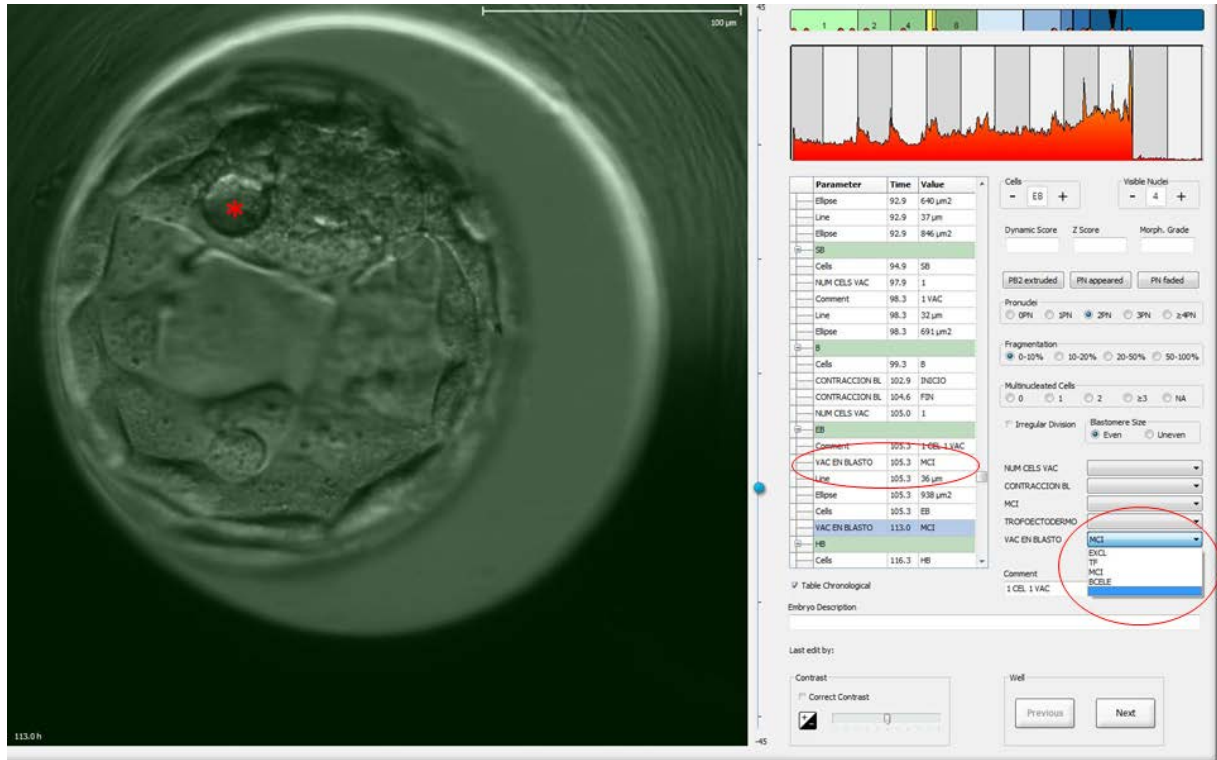 100 µm
45
1 2 4 8
Parameter Time Value
Ellipse 92.9 640 µm2
Line 92.9 37 µm
Ellipse 92.9 846 µm2
SB
Cells 94.9 SB
NUM CELS VAC 97.9 1
Comment 98.3 1 VAC
Line 98.3 32 µm
Ellipse 98.3 691 µm2
B
Cells 99.3 B
CONTRACCION BL 102.9 INICIO
CONTRACCION BL 104.6 FIN
NUM CELS VAC 105.0 1
EB
Comment 105.3 1 CEL 1 VAC
VAC EN BLASTO 105.3 MCI
Line 105.3 36 µm
Ellipse 105.3 938 µm2
Cells 105.3 EB
VAC EN BLASTO 113.0 MCI
HB
Cells 116.3 HB
Table Chronological
Cells
- EB +
Visible Nuclei
- 4 +
Dynamic Score Z Score Morph. Grade
PB2 extruded PN appeared PN faded
Pronuclei
0PN 1PN 2PN 3PN ≥4PN
Fragmentation
0-10% 10-20% 20-50% 50-100%
Multinucleated Cells
0 1 2 ≥3 NA
Irregular Division
Blastomere Size
Even Uneven
NUM CELS VAC
CONTRACCION BL
MCI
TROFOECTODERMO
VAC EN BLASTO MCI
EXCL
TF
MCI
BCELE
Comment
1 CEL 1 VAC
Embryo Description
Last edit by:
Contrast
Correct Contrast
Well
Previous Next
113.0 h
-45